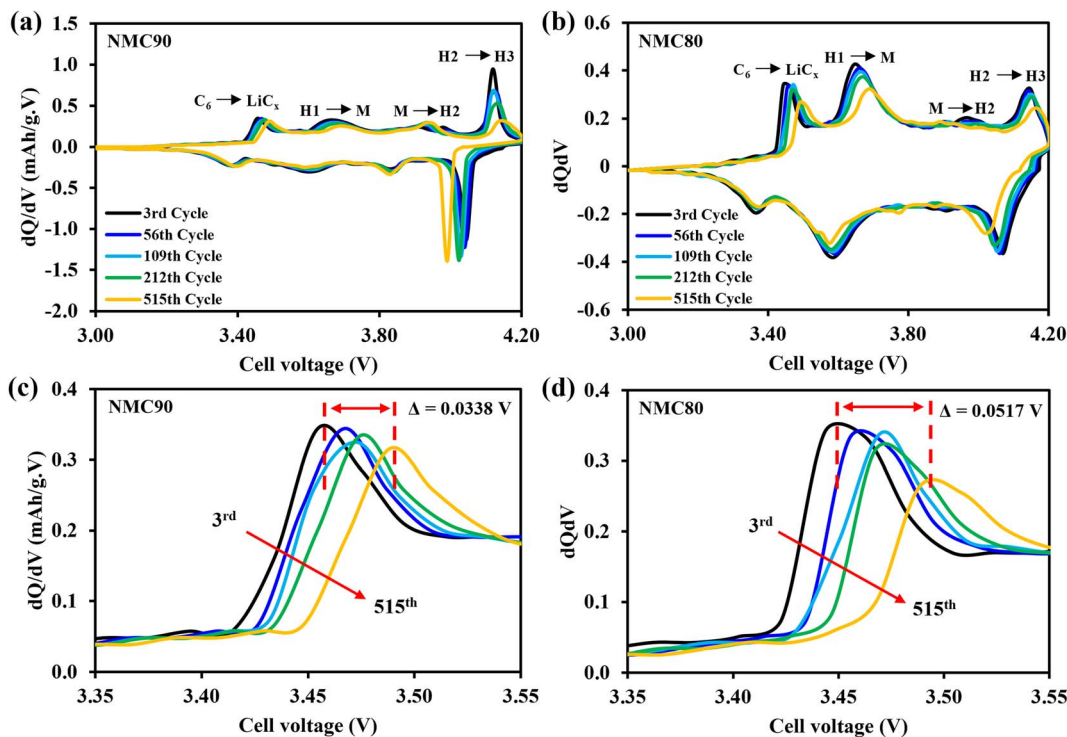 (a)
NMC90
H2 → H3
C₆ → LiCₓ
H1 → M
M → H2
dQ/dV (mAh/g.V)
1.5
1.0
0.5
0.0
-0.5
-1.0
-1.5
-2.0
3rd Cycle
56th Cycle
109th Cycle
212th Cycle
515th Cycle
3.00
3.40
3.80
4.20
Cell voltage (V)
(b)
NMC80
H1 → M
C₆ → LiCₓ
H2 → H3
M → H2
dQdV
0.6
0.4
0.2
0
-0.2
-0.4
-0.6
3rd Cycle
56th Cycle
109th Cycle
212th Cycle
515th Cycle
3.00
3.40
3.80
4.20
Cell voltage (V)
(c)
NMC90
Δ = 0.0338 V
dQ/dV (mAh/g.V)
0.4
0.3
0.2
0.1
0.0
3ʳᵈ
515ᵗʰ
3.35
3.40
3.45
3.50
3.55
Cell voltage (V)
(d)
NMC80
Δ = 0.0517 V
dQdV
0.4
0.3
0.2
0.1
0.0
3ʳᵈ
515ᵗʰ
3.35
3.40
3.45
3.50
3.55
Cell voltage (V)